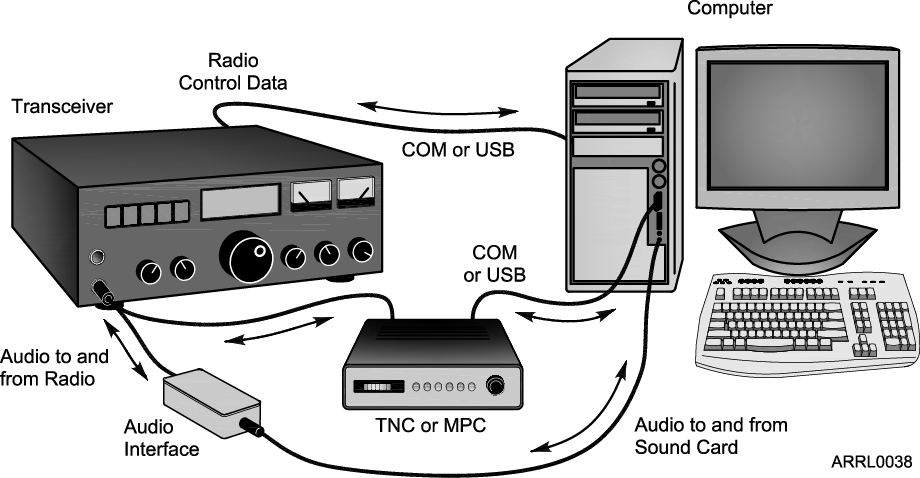 Computer
Radio
Control Data
Transceiver
COM or USB
COM
or USB
Audio to and
from Radio
TNC or MPC
Audio
Interface
Audio to and from
Sound Card
ARRL0038